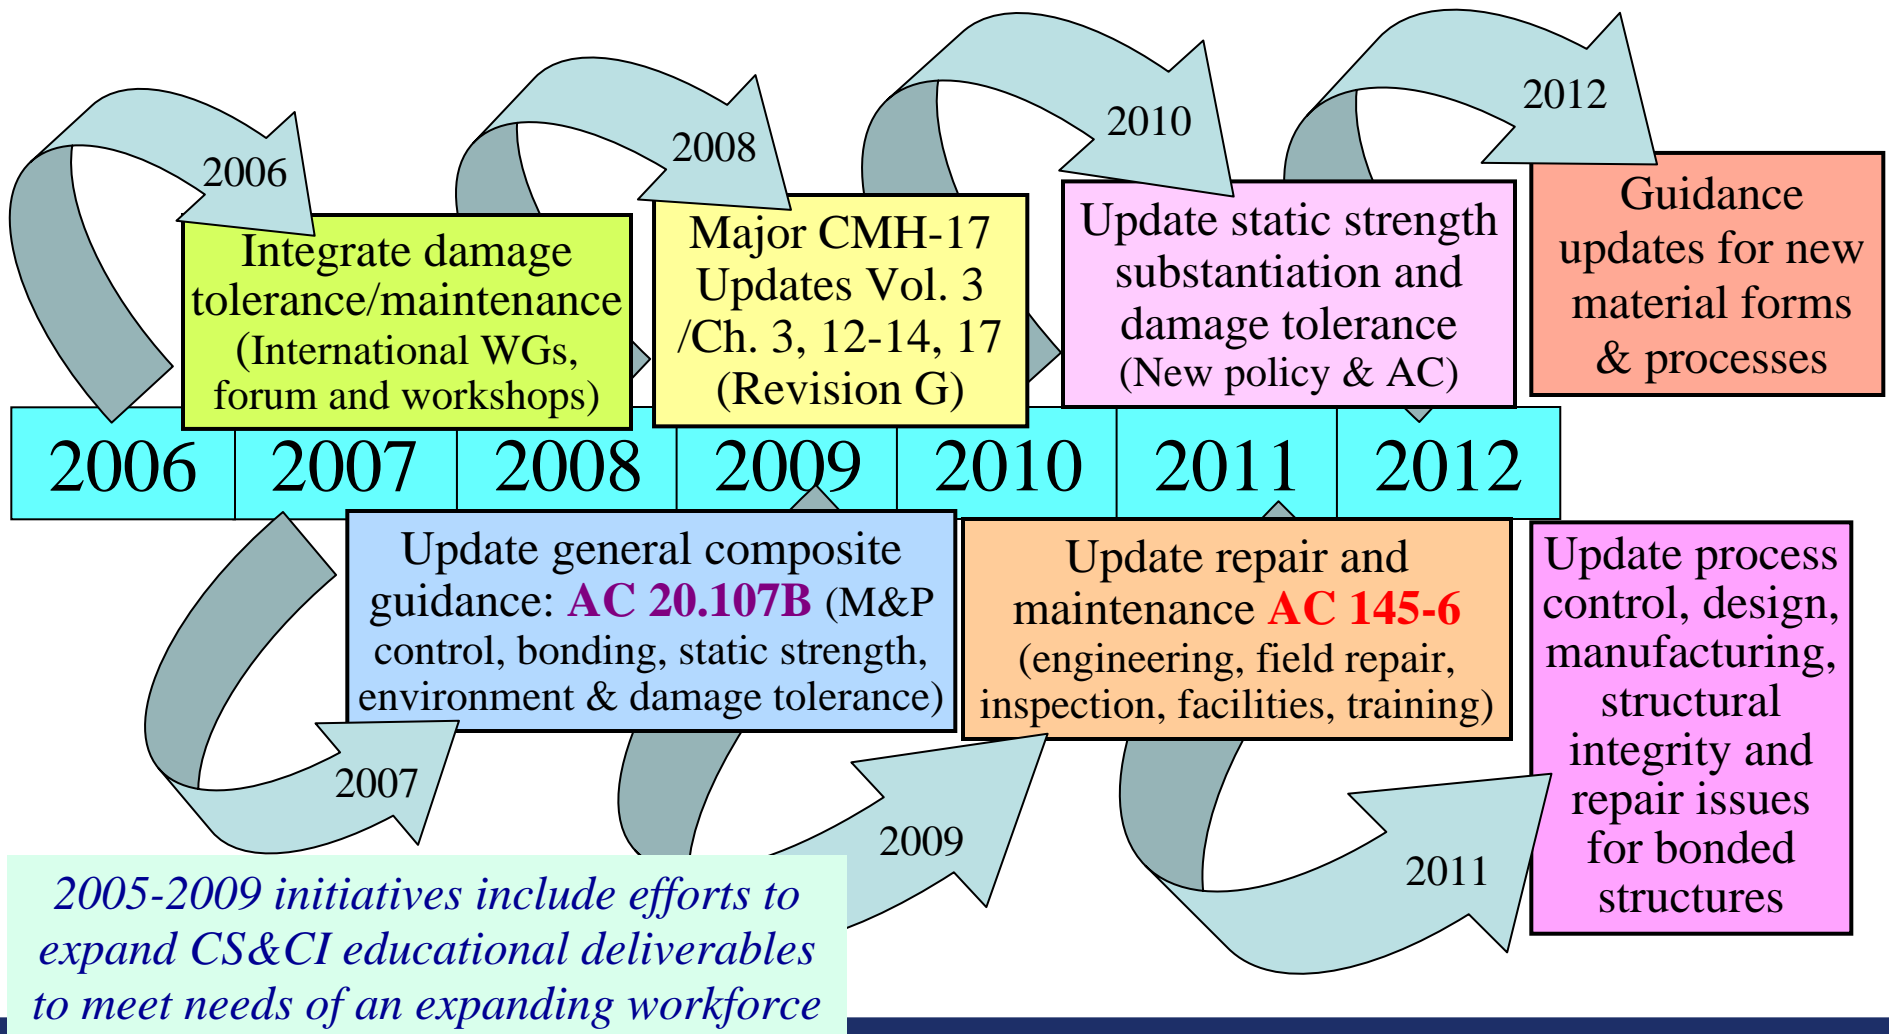 2006
2008
2010
2012
Integrate damage
tolerance/maintenance
(International WGs,
forum and workshops)
Major CMH-17
Updates Vol. 3
/Ch. 3, 12-14, 17
(Revision G)
Update static strength
substantiation and
damage tolerance
(New policy & AC)
Guidance
updates for new
material forms
& processes
2006 2007 2008 2009 2010 2011 2012
Update general composite
guidance: AC 20.107B (M&P
control, bonding, static strength,
environment & damage tolerance)
Update repair and
maintenance AC 145-6
(engineering, field repair,
inspection, facilities, training)
Update process
control, design,
manufacturing,
structural
integrity and
repair issues
for bonded
structures
2007
2009
2011
2005-2009 initiatives include efforts to
expand CS&CI educational deliverables
to meet needs of an expanding workforce